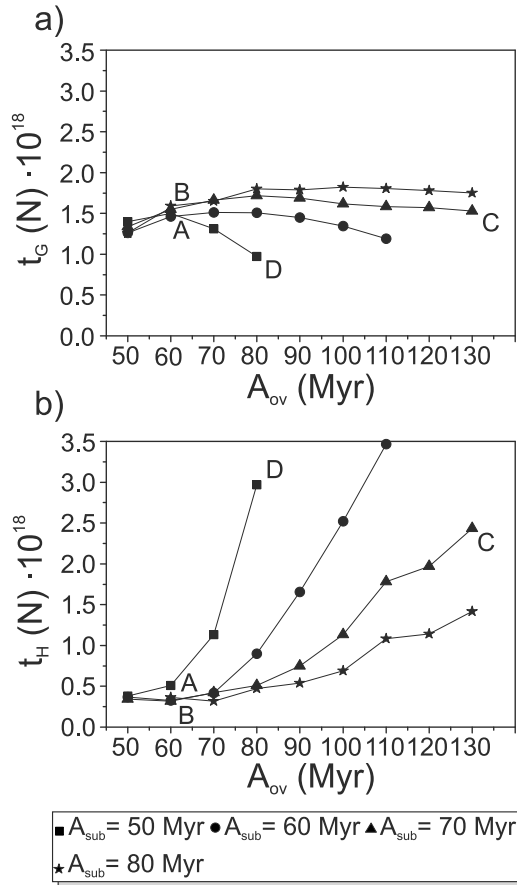 a)
t_G (N) ·10^18
3.5
3.0
2.5
2.0
1.5
1.0
0.5
0.0
B
A
C
D
50 60 70 80 90 100 110 120 130
A_ov (Myr)
b)
t_H (N) ·10^18
3.5
3.0
2.5
2.0
1.5
1.0
0.5
0.0
D
C
A
B
50 60 70 80 90 100 110 120 130
A_ov (Myr)
A_sub= 50 Myr A_sub= 60 Myr A_sub= 70 Myr
A_sub= 80 Myr